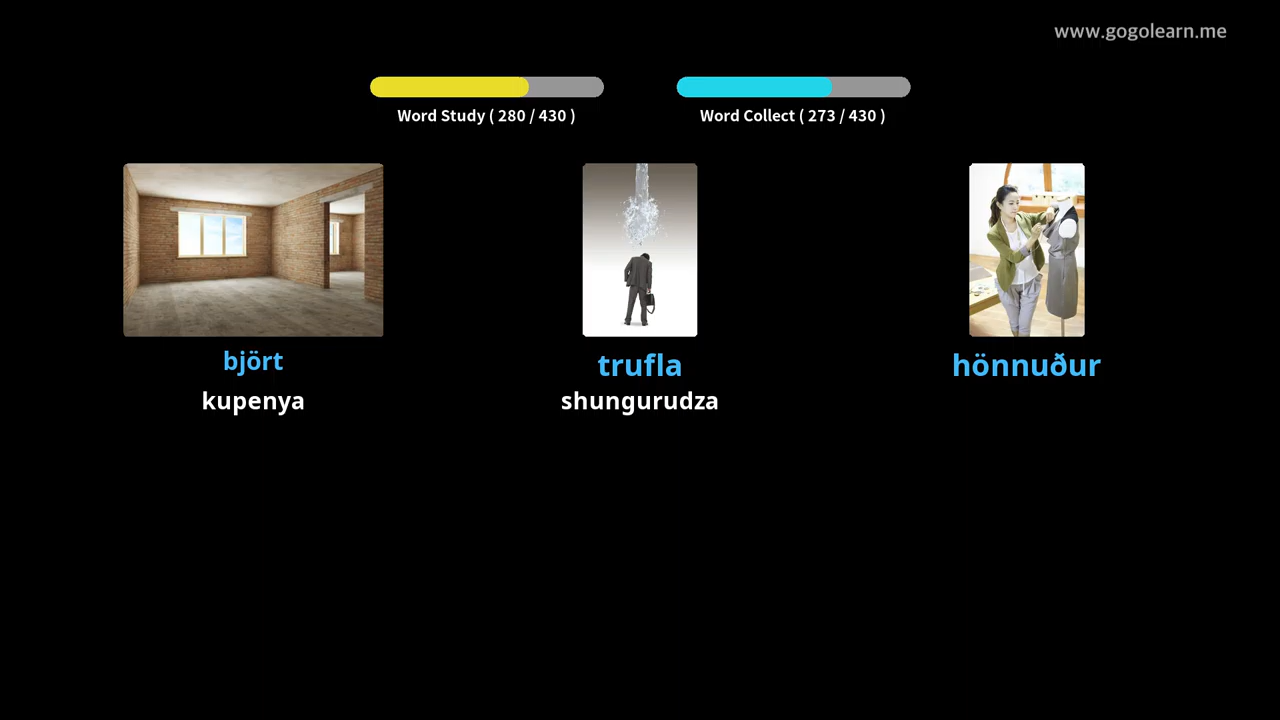 www.gogolearn.me
Word Study ( 280 / 430 )
Word Collect ( 273 / 430 )
björt
trufla
hönnuður
kupenya
shungurudza